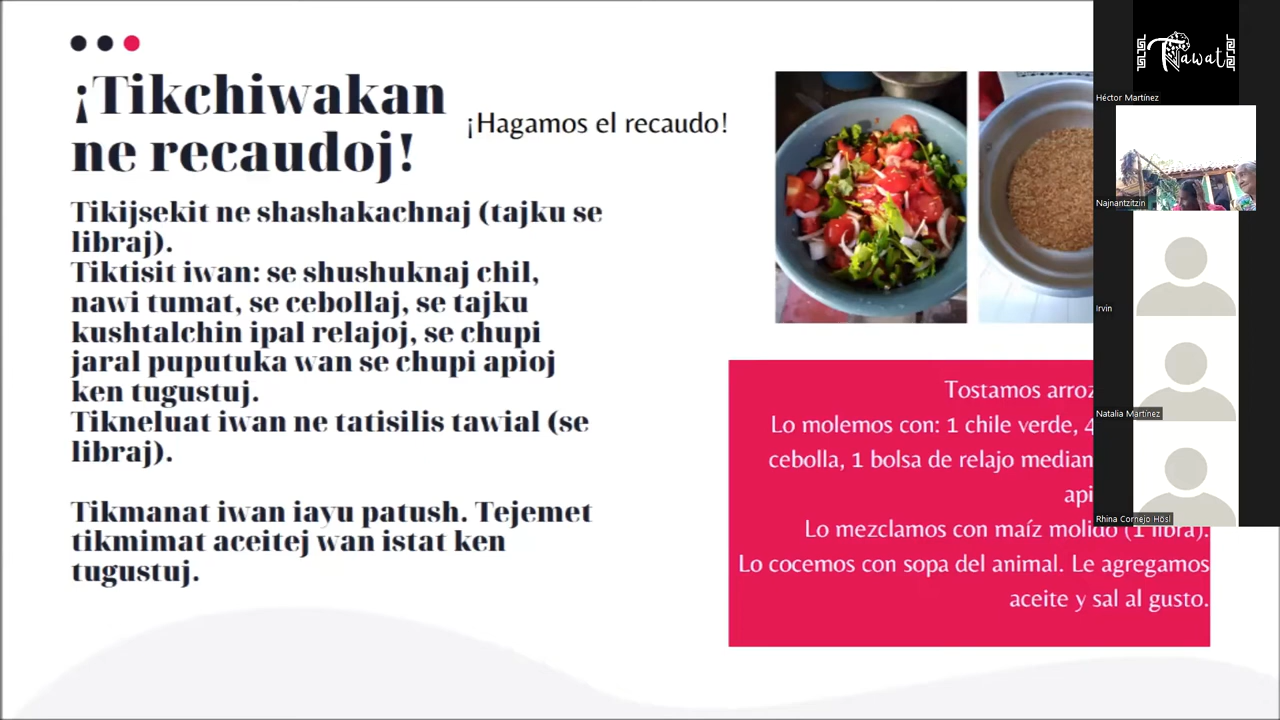 ¡Tikchiwakan
ne recaudoj!
¡Hagamos el recaudo!
Tikijsekit ne shashakachnaj (tajku se
libraj).
Tiktisit iwan: se shushuknaj chil,
nawi tumat, se cebollaj, se tajku
kushtalchin ipal relajoj, se chupi
jaral puputuka wan se chupi apioj
ken tugustuj.
Tikneluat iwan ne tatisilis tawial (se
libraj).
Tikmanat iwan iayu patush. Tejemet
tikmimat aceitej wan istat ken
tugustuj.
Tostamos arroz
Lo molemos con: 1 chile verde, 4
cebolla, 1 bolsa de relajo
Lo mezclamos con maíz molido (1 libra).
Lo cocemos con sopa del animal. Le agregamos
aceite y sal al gusto.
Tawat
Héctor Martínez
Najnantzitzin
Irvin
Natalia Martínez
Rhina Cornejo Hösl